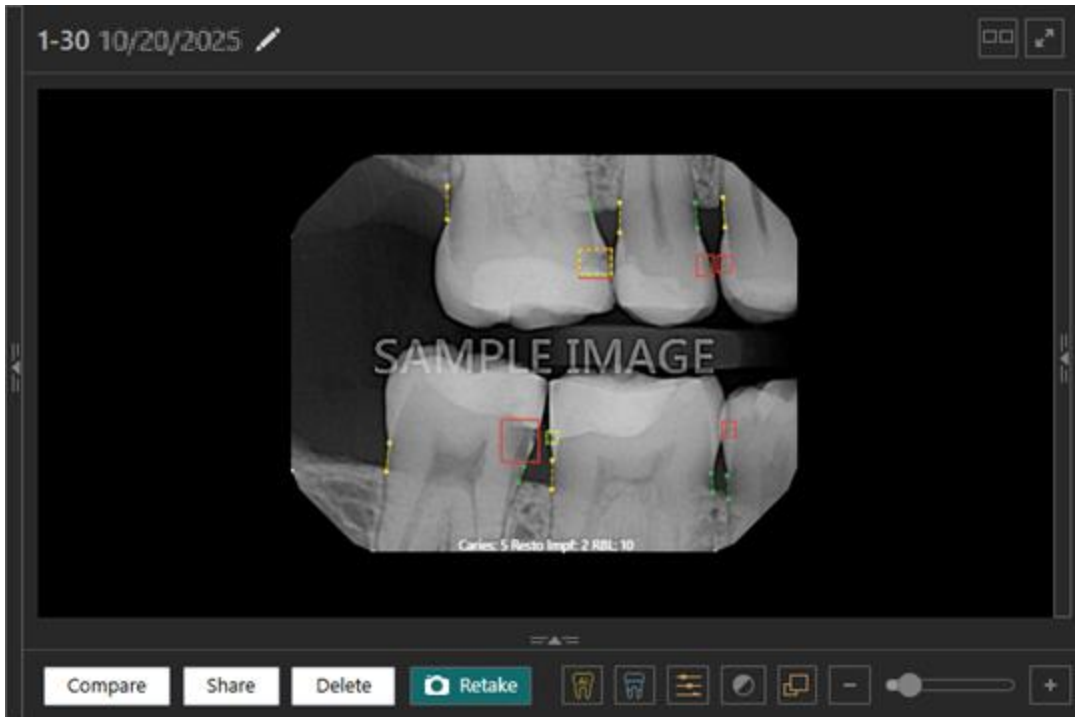 1-30 10/20/2025
SAMPLE IMAGE
Caries: 5 Resto Impf: 2 RBL: 10
Compare Share Delete Retake